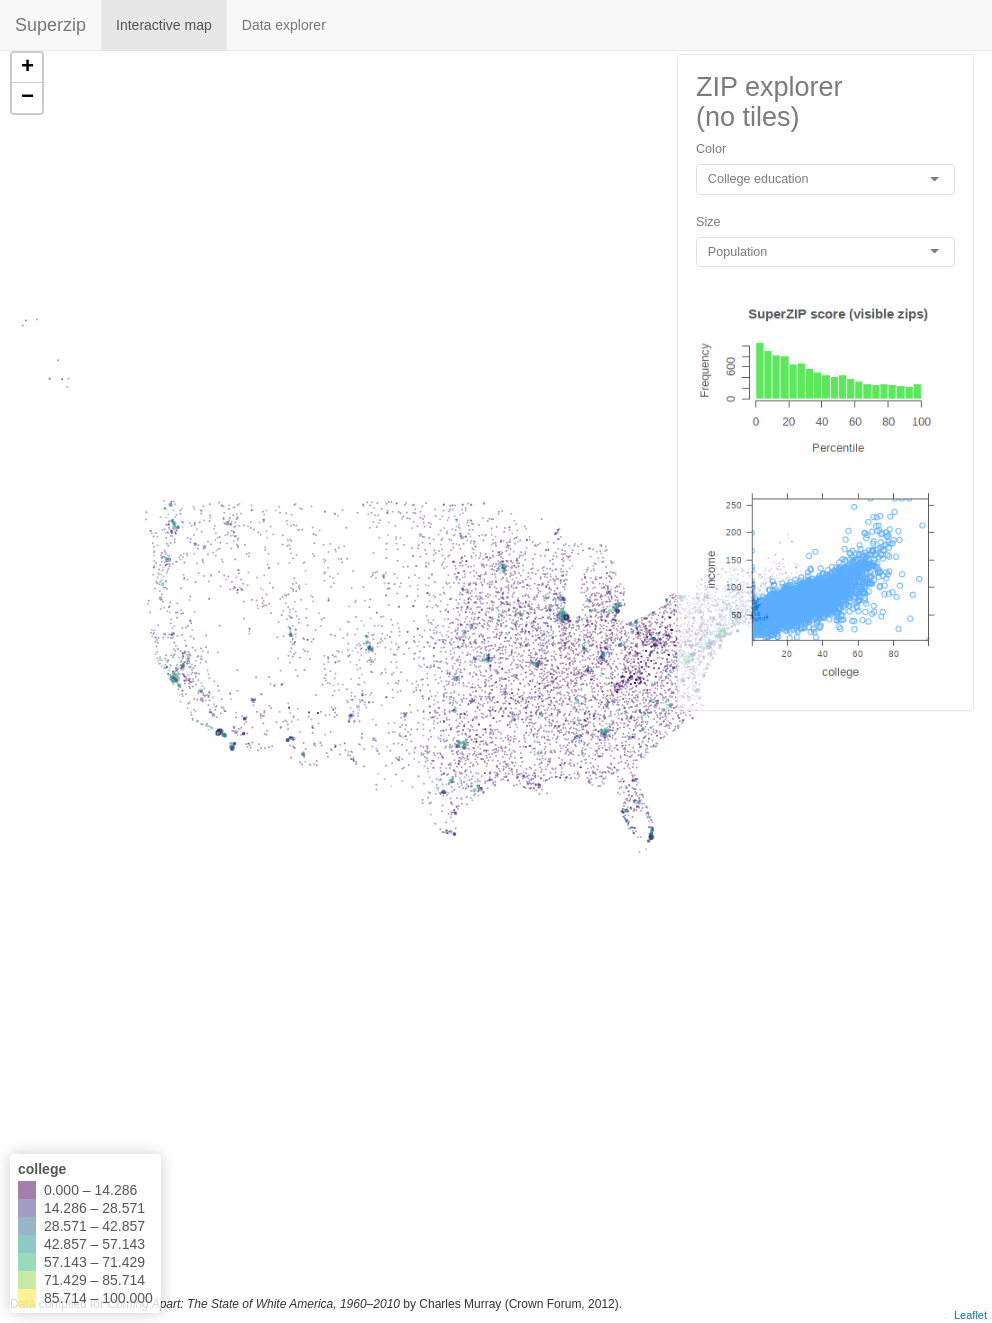 Superzip
Interactive map
Data explorer
+
−
ZIP explorer
(no tiles)
Color
College education
Size
Population
SuperZIP score (visible zips)
Frequency
600
0
0 20 40 60 80 100
Percentile
income
250
200
150
100
50
20 40 60 80
college
college
0.000 – 14.286
14.286 – 28.571
28.571 – 42.857
42.857 – 57.143
57.143 – 71.429
71.429 – 85.714
85.714 – 100.000
Data compiled for Coming Apart: The State of White America, 1960–2010 by Charles Murray (Crown Forum, 2012).
Leaflet